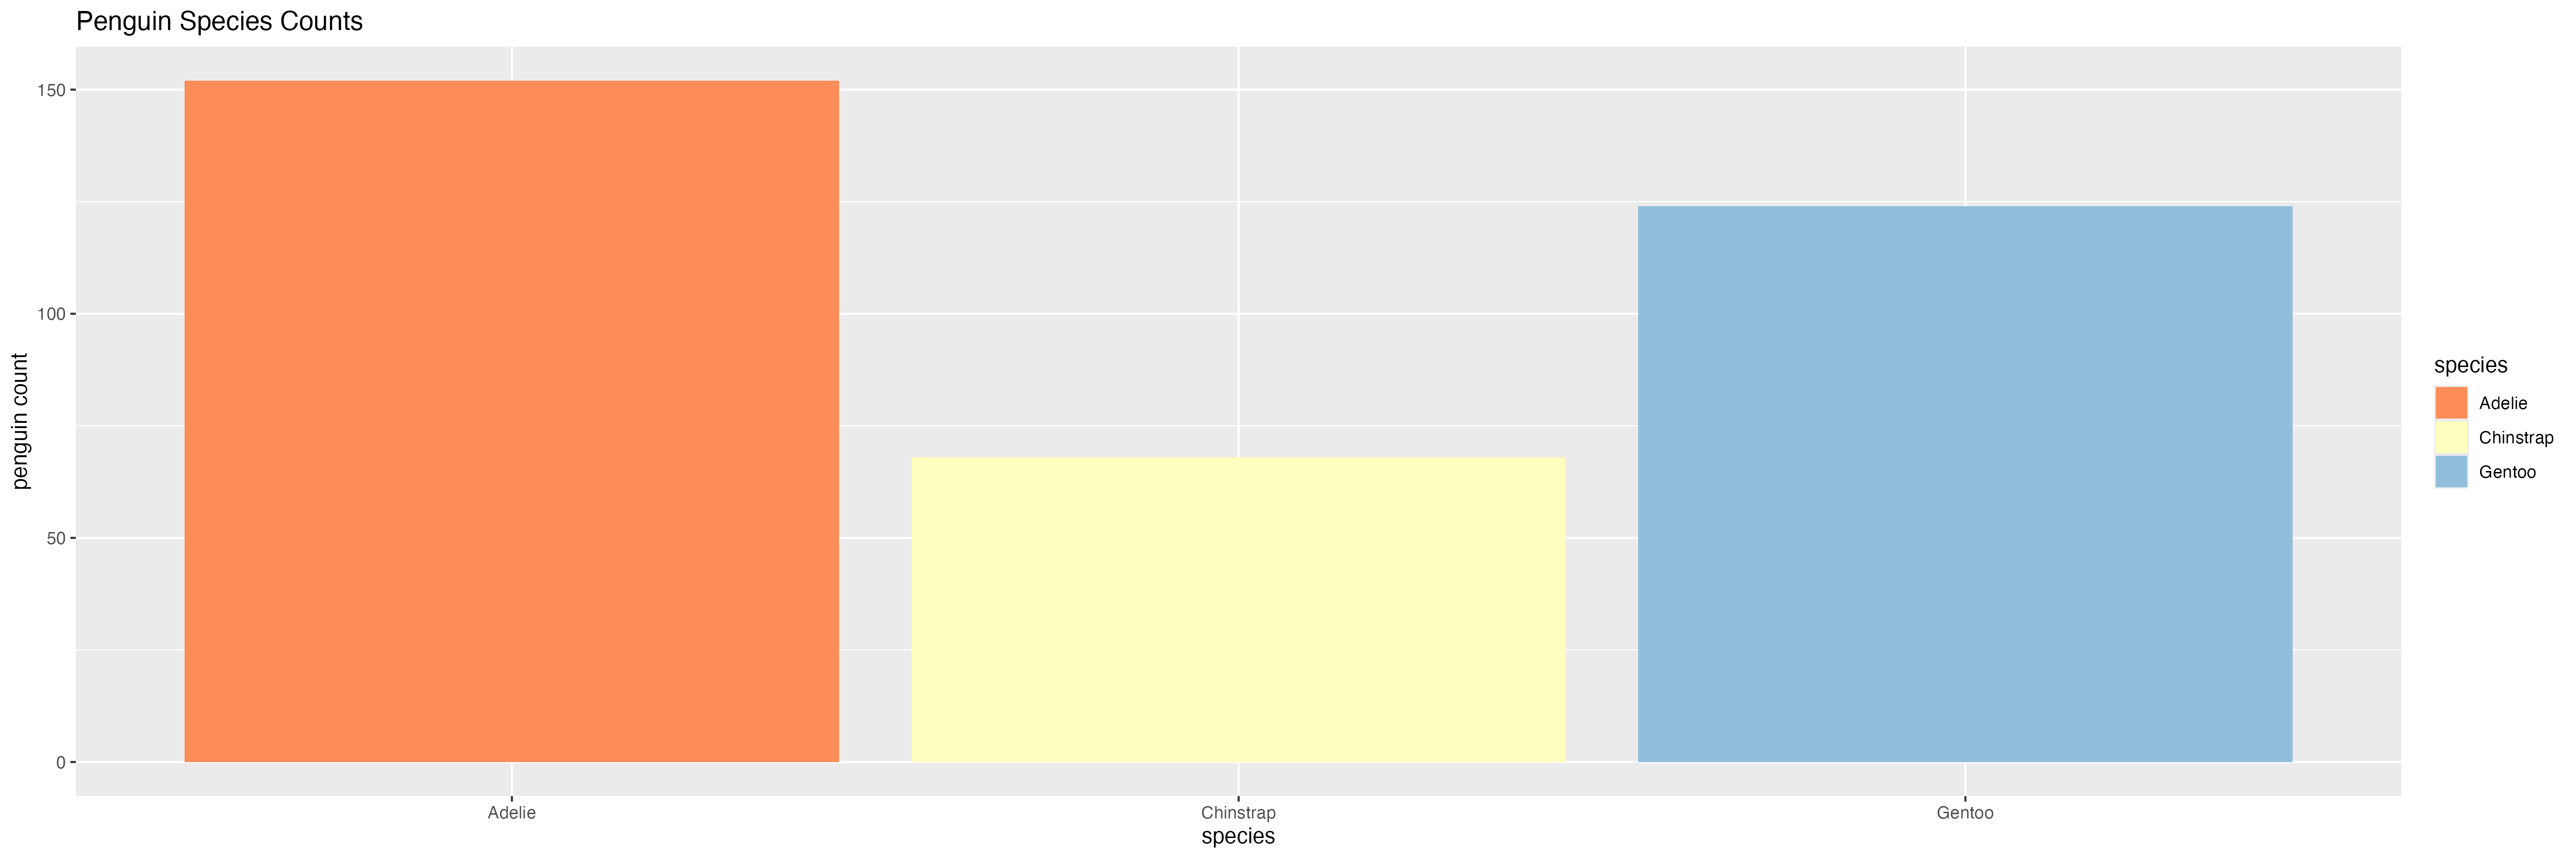 Penguin Species Counts
penguin count
150
100
50
0
Adelie
Chinstrap
Gentoo
species
species
Adelie
Chinstrap
Gentoo